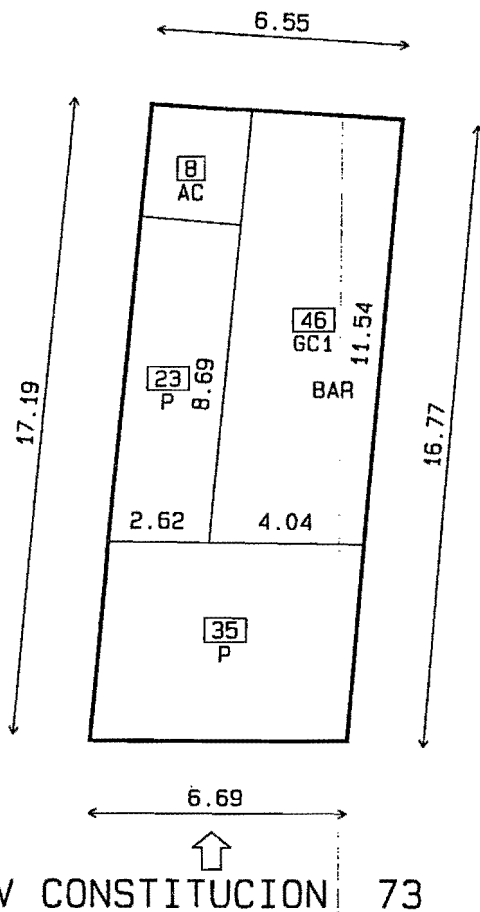 6.55
8
AC
46
GC1
11.54
23
P
8.69
BAR
17.19
16.77
2.62
4.04
35
P
6.69
V CONSTITUCION 73